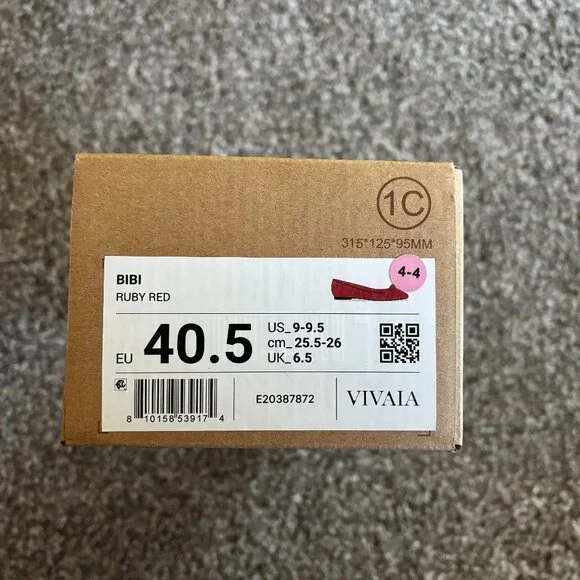 1C
315*125*95MM
BIBI
RUBY RED
4-4
EU 40.5
US_9-9.5
cm_25.5-26
UK_6.5
8 10158 53917 4
E20387872
VIVAIA